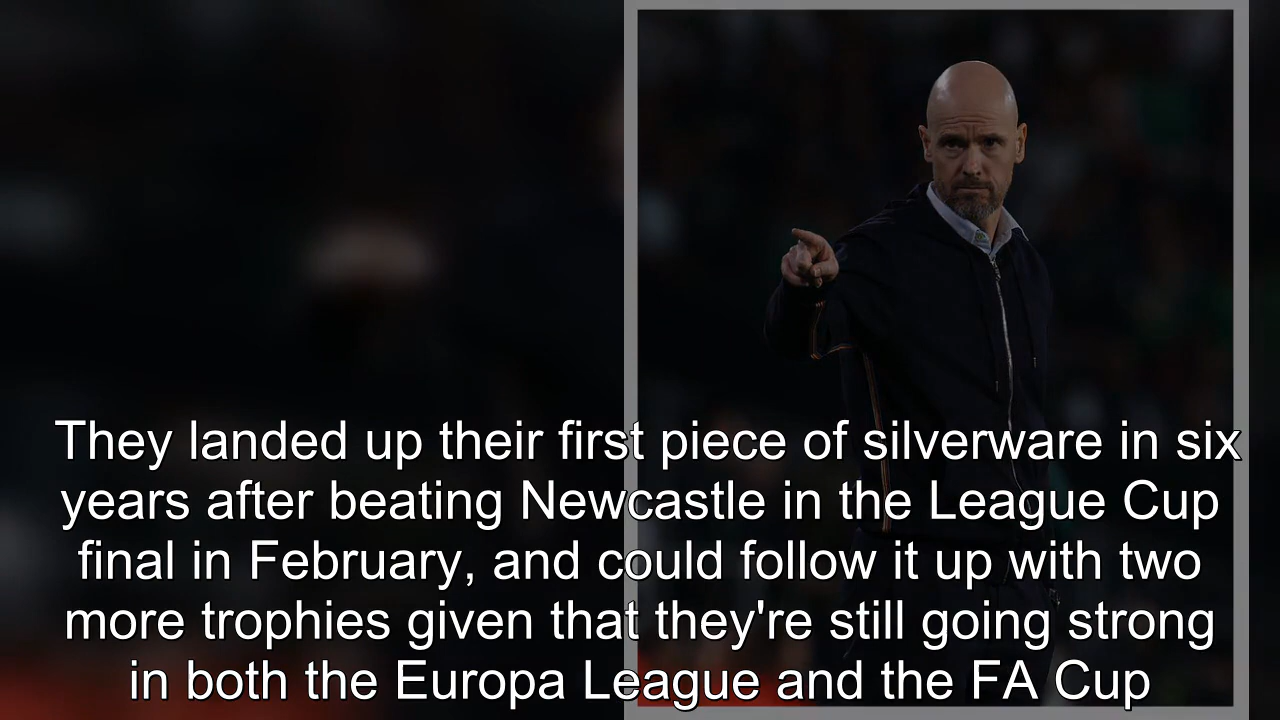 They landed up their first piece of silverware in six
years after beating Newcastle in the League Cup
final in February, and could follow it up with two
more trophies given that they're still going strong
in both the Europa League and the FA Cup